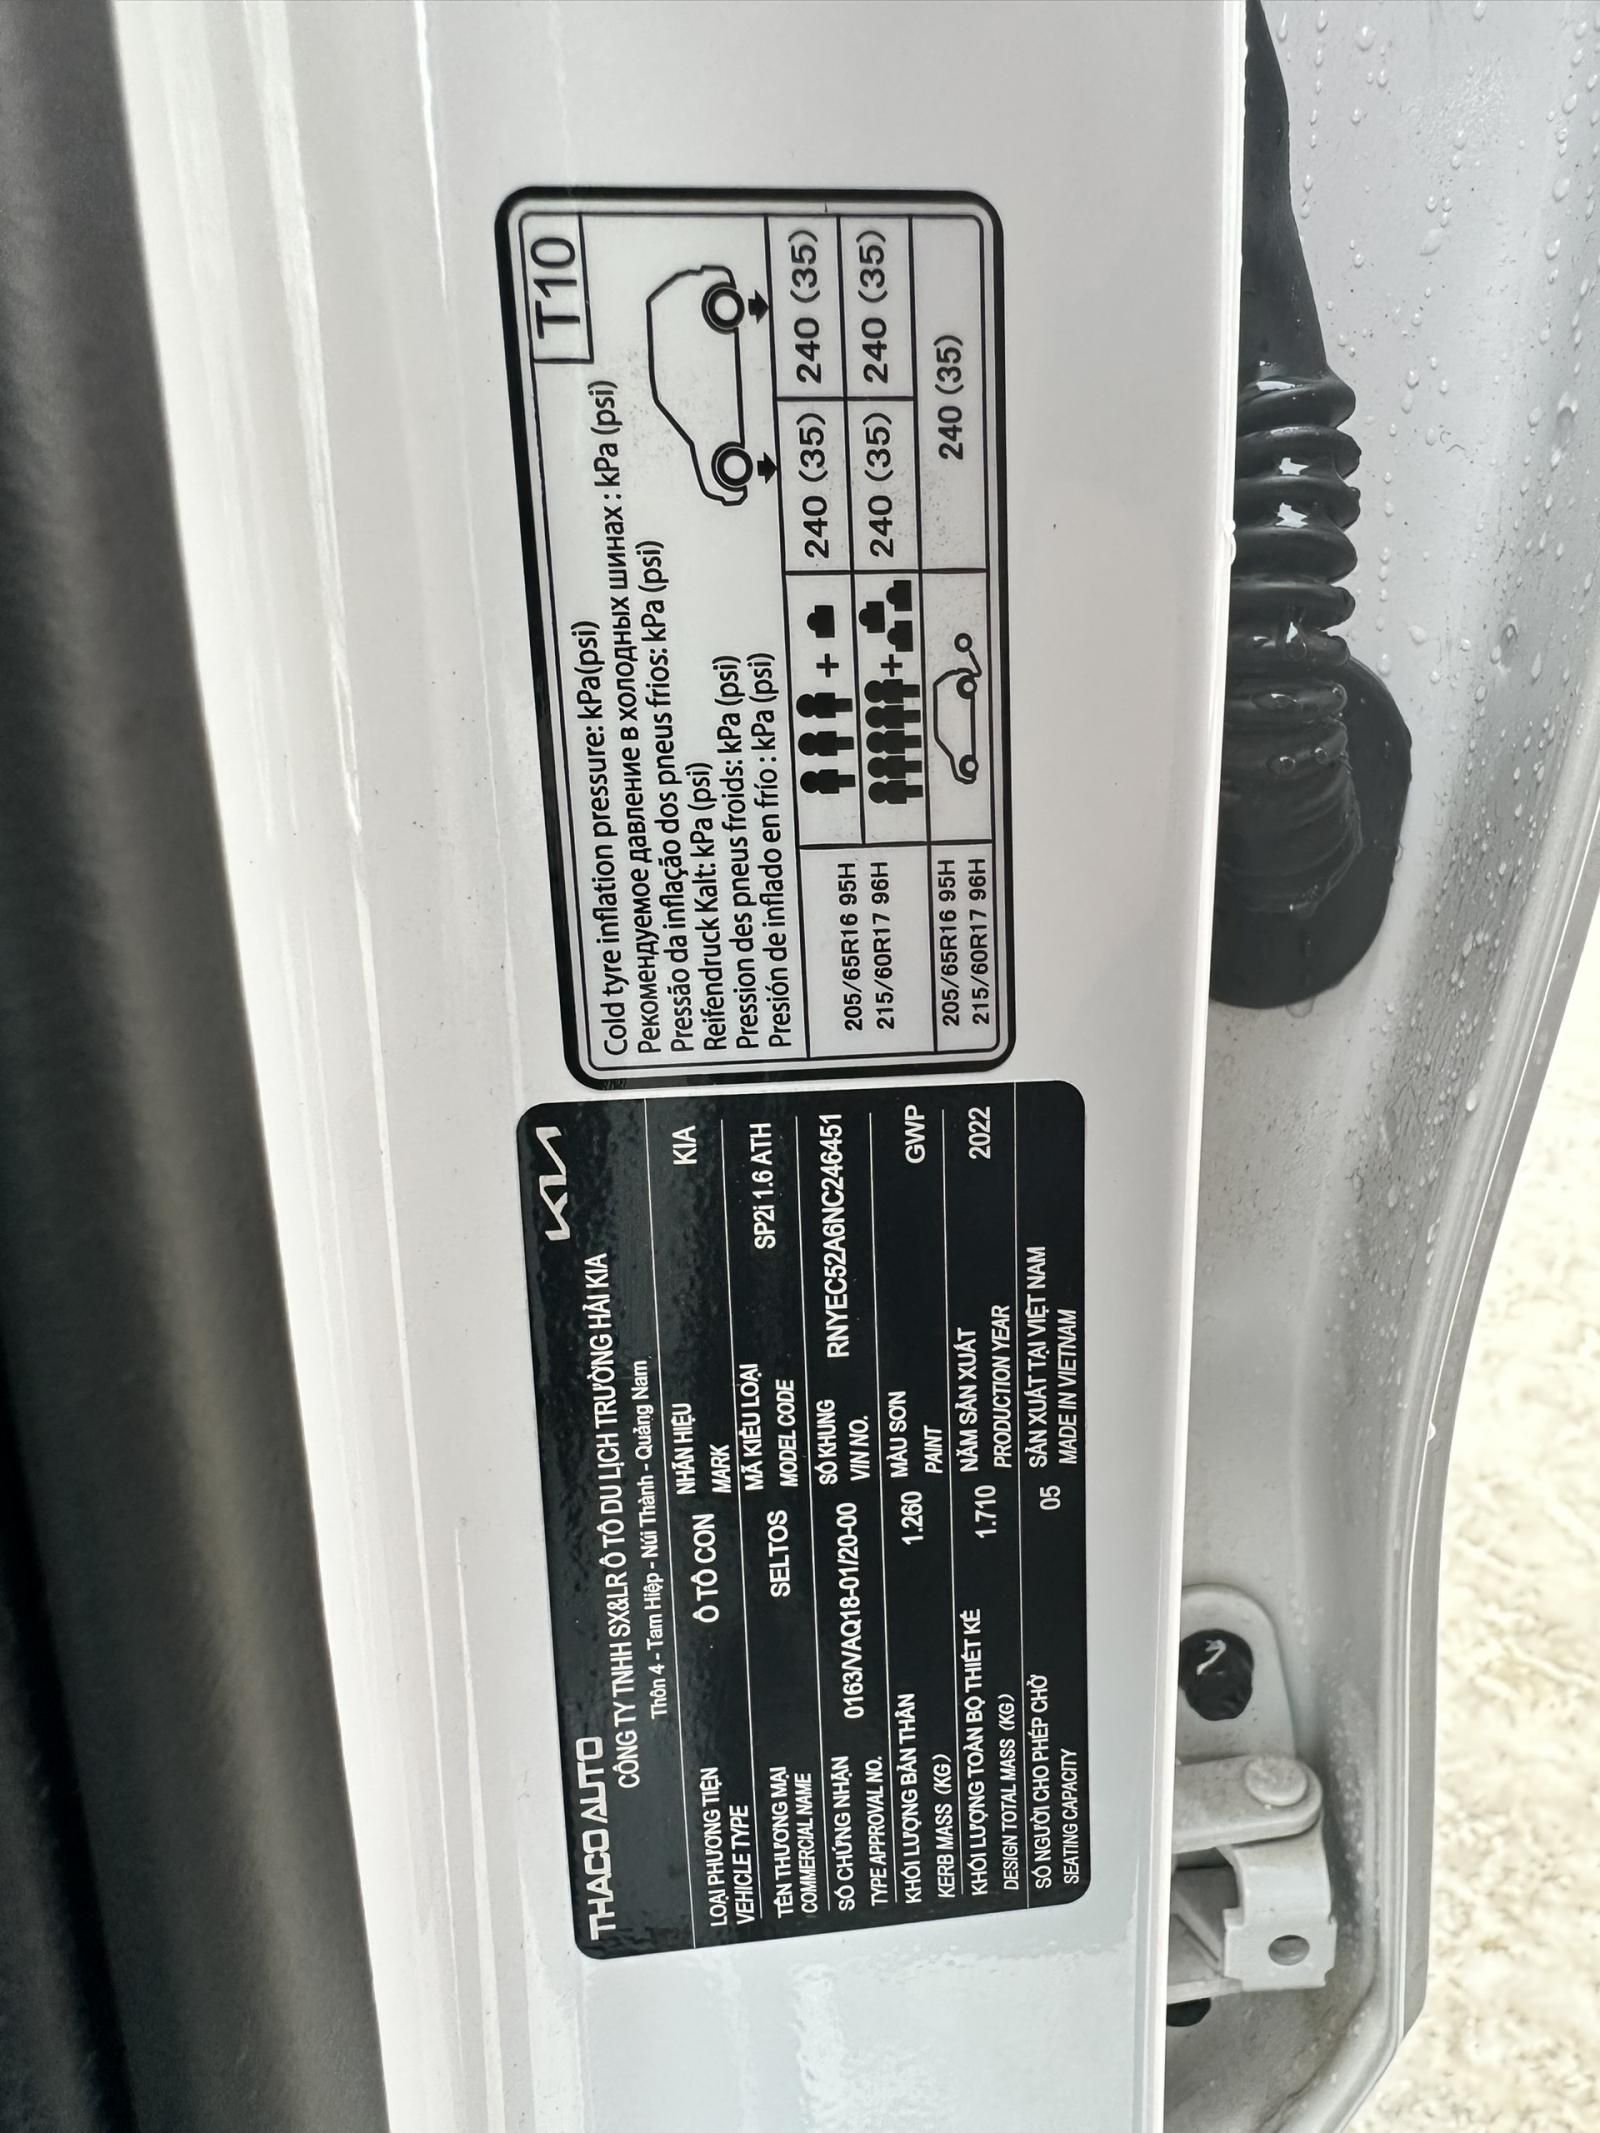 THACO AUTO KIA
CÔNG TY TNHH SX&LR Ô TÔ DU LỊCH TRƯỜNG HẢI KIA
Thôn 4 - Tam Hiệp - Núi Thành - Quảng Nam
LOẠI PHƯƠNG TIỆN Ô TÔ CON NHÃN HIỆU KIA
VEHICLE TYPE MARK
TÊN THƯƠNG MẠI SELTOS MÃ KIỂU LOẠI SP2i 1.6 ATH
COMMERCIAL NAME MODEL CODE
SỐ CHỨNG NHẬN 0163/VAQ18-01/20-00 SỐ KHUNG RNYEC52A6NC246451
TYPE APPROVAL NO. VIN NO.
KHỐI LƯỢNG BẢN THÂN 1.260 MÀU SƠN GWP
KERB MASS (KG) PAINT
KHỐI LƯỢNG TOÀN BỘ THIẾT KẾ 1.710 NĂM SẢN XUẤT 2022
DESIGN TOTAL MASS (KG) PRODUCTION YEAR
SỐ NGƯỜI CHO PHÉP CHỞ 05 SẢN XUẤT TẠI VIỆT NAM
SEATING CAPACITY MADE IN VIETNAM
T10
Cold tyre inflation pressure: kPa(psi)
Рекомендуемое давление в холодных шинах : kPa (psi)
Pressão da inflação dos pneus frios: kPa (psi)
Reifendruck Kalt: kPa (psi)
Pression des pneus froids: kPa (psi)
Presión de inflado en frío : kPa (psi)
205/65R16 95H
215/60R17 96H
+ 240 (35) 240 (35)
+ 240 (35) 240 (35)
205/65R16 95H
215/60R17 96H
240 (35)